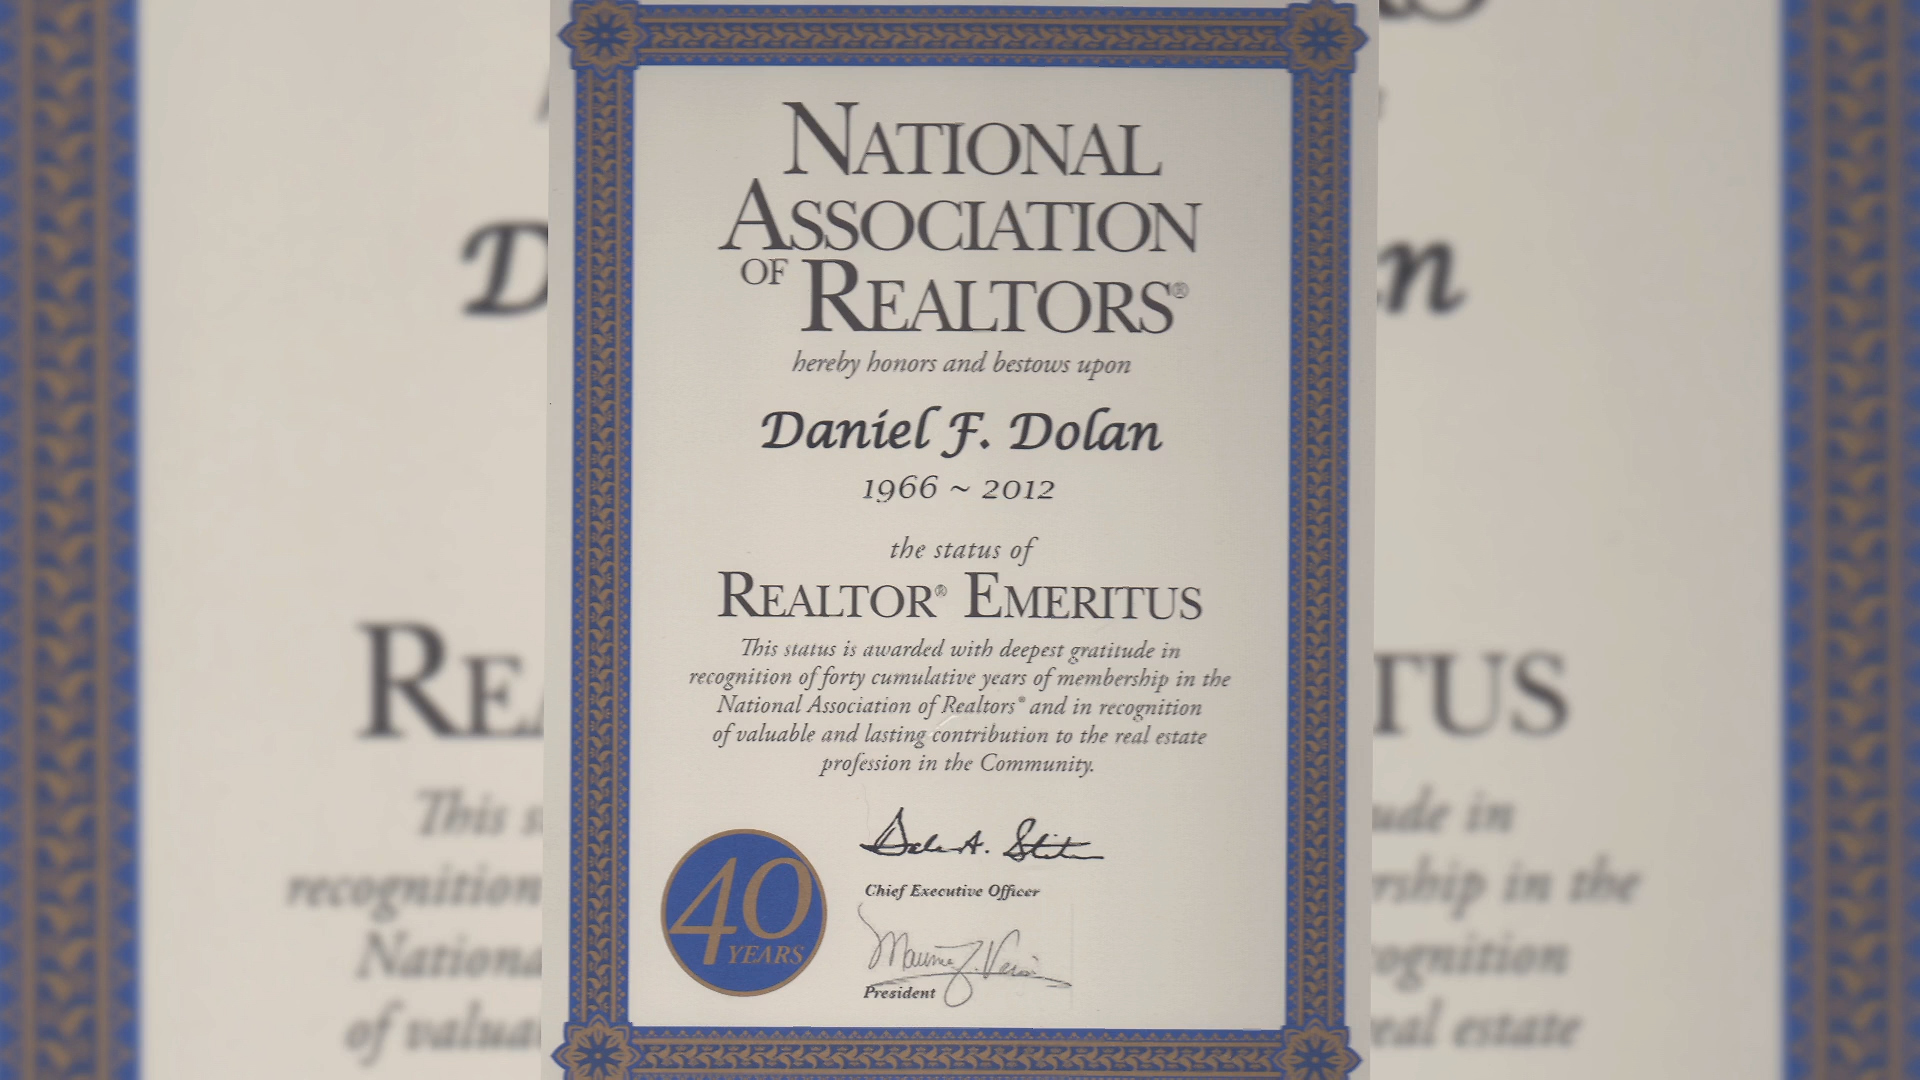 NATIONAL
ASSOCIATION
OF REALTORS®
hereby honors and bestows upon
Daniel F. Dolan
1966 ~ 2012
the status of
REALTOR® EMERITUS
This status is awarded with deepest gratitude in
recognition of forty cumulative years of membership in the
National Association of Realtors® and in recognition
of valuable and lasting contribution to the real estate
profession in the Community.
Chief Executive Officer
40
YEARS
President